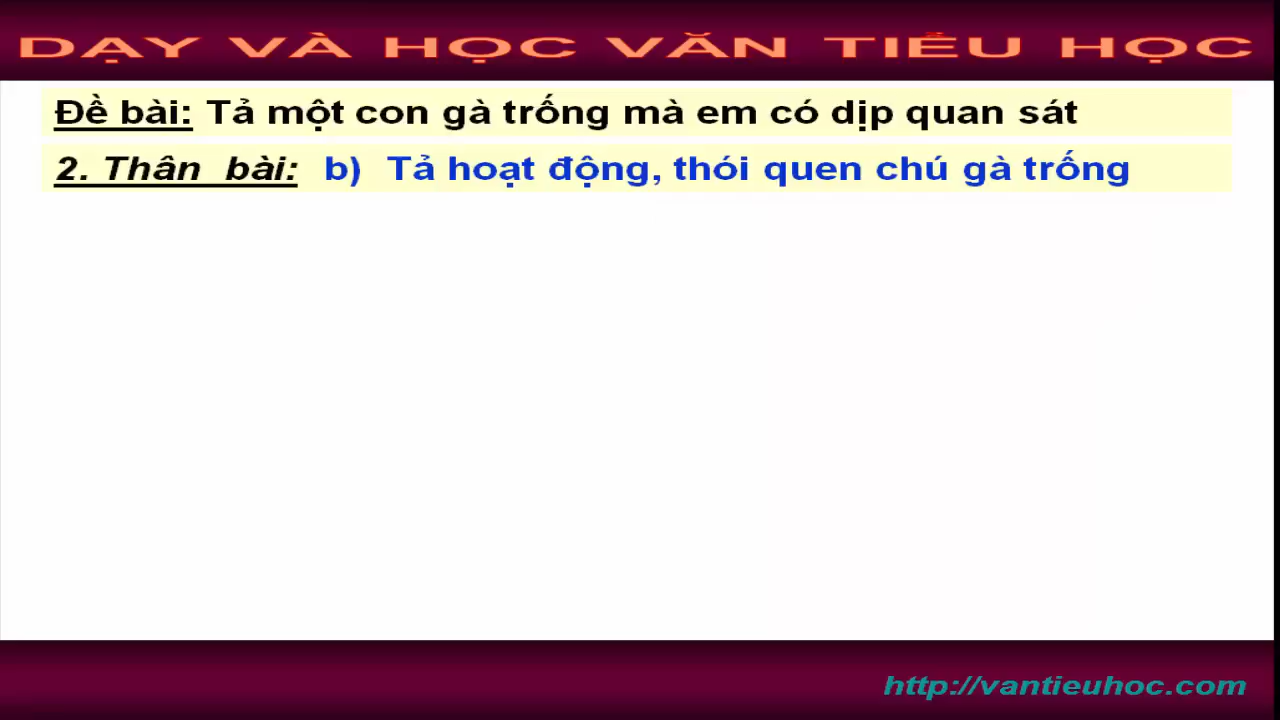 DẠY VÀ HỌC VĂN TIỂU HỌC
Đề bài: Tả một con gà trống mà em có dịp quan sát
2. Thân bài: b) Tả hoạt động, thói quen chú gà trống
http://vantieuhoc.com